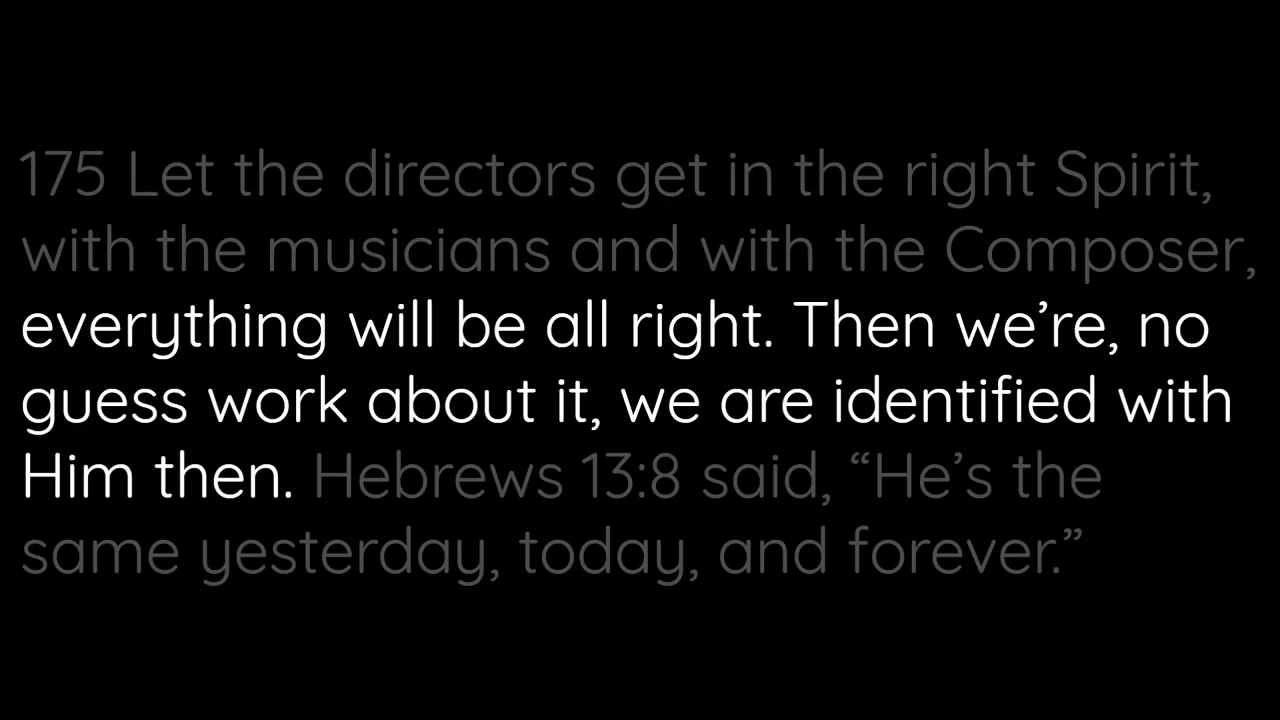 175 Let the directors get in the right Spirit,
with the musicians and with the Composer,
everything will be all right. Then we’re, no
guess work about it, we are identified with
Him then. Hebrews 13:8 said, “He’s the
same yesterday, today, and forever.”